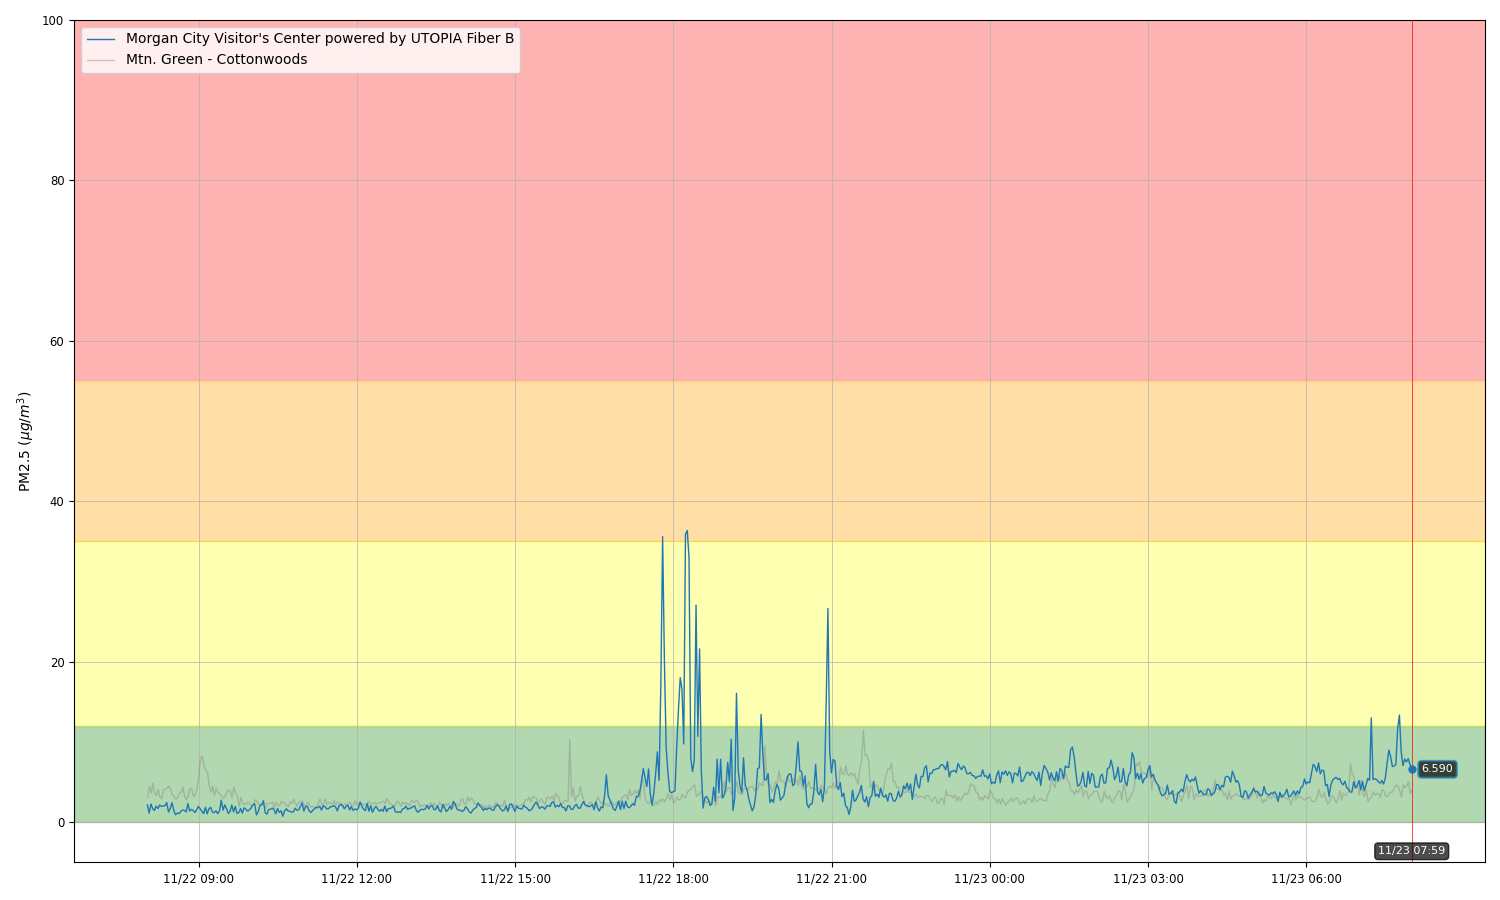 Morgan City Visitor's Center powered by UTOPIA Fiber B
Mtn. Green - Cottonwoods
100
80
60
40
20
0
PM2.5 (μg/m³)
6.590
11/23 07:59
11/22 09:00 11/22 12:00 11/22 15:00 11/22 18:00 11/22 21:00 11/23 00:00 11/23 03:00 11/23 06:00